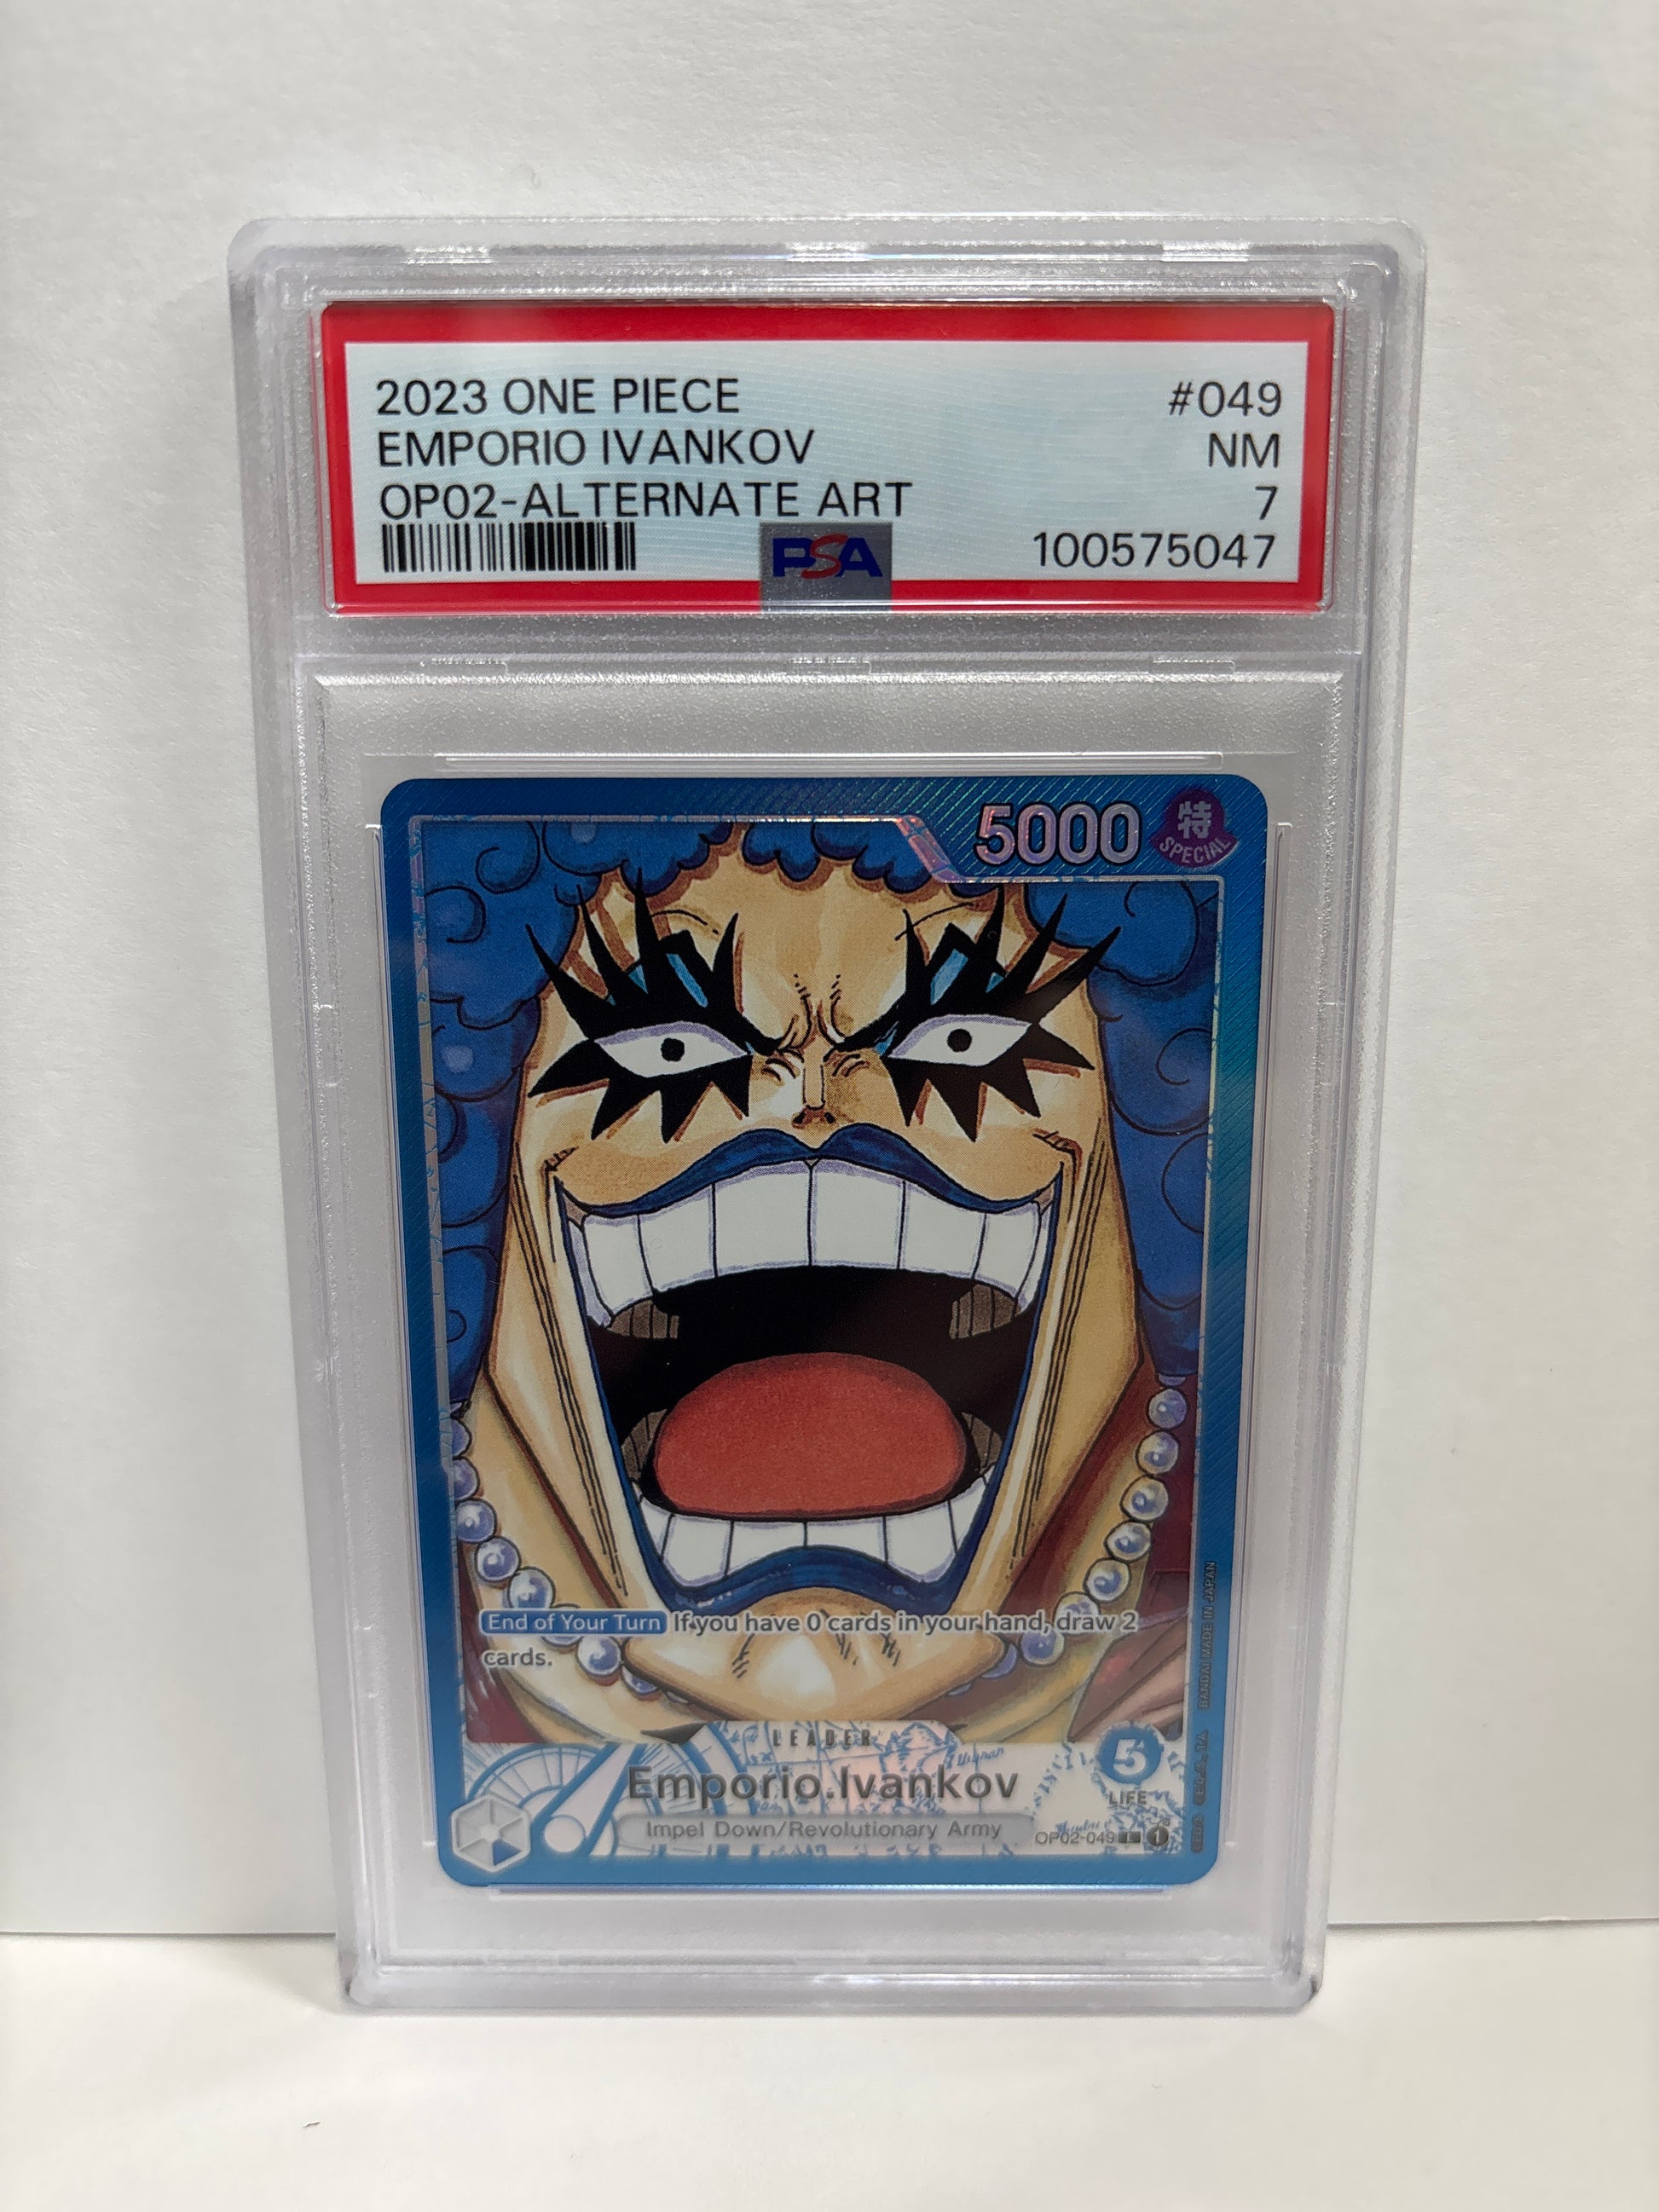 2023 ONE PIECE #049
EMPORIO IVANKOV NM
OP02-ALTERNATE ART 7
PSA 100575047
5000 特
SPECIAL
End of Your Turn If you have 0 cards in your hand, draw 2
cards.
BANDAI MADE IN JAPAN
LEADER
Emporio.Ivankov
Impel Down/Revolutionary Army
5
LIFE
OP02-049 L 1